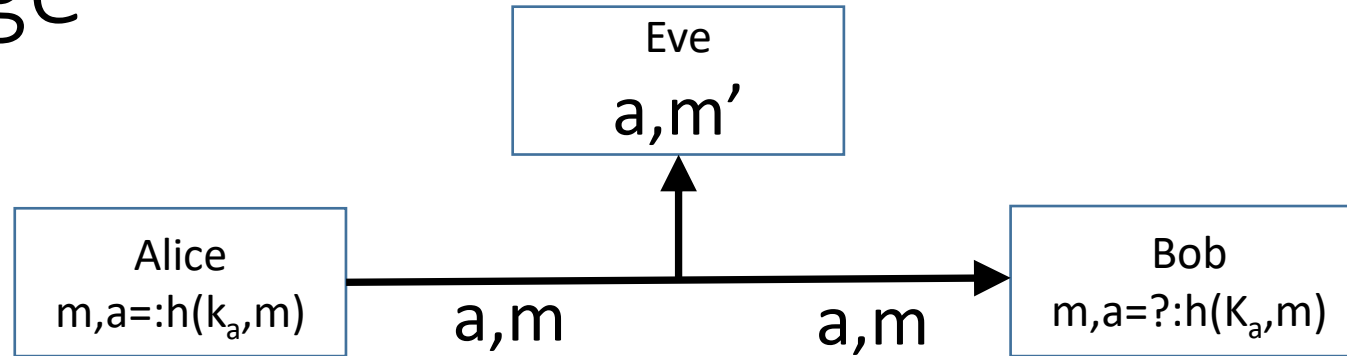 Eve
a,m’
Alice
m,a=:h(kₐ,m)
a,m
a,m
Bob
m,a=?:h(Kₐ,m)